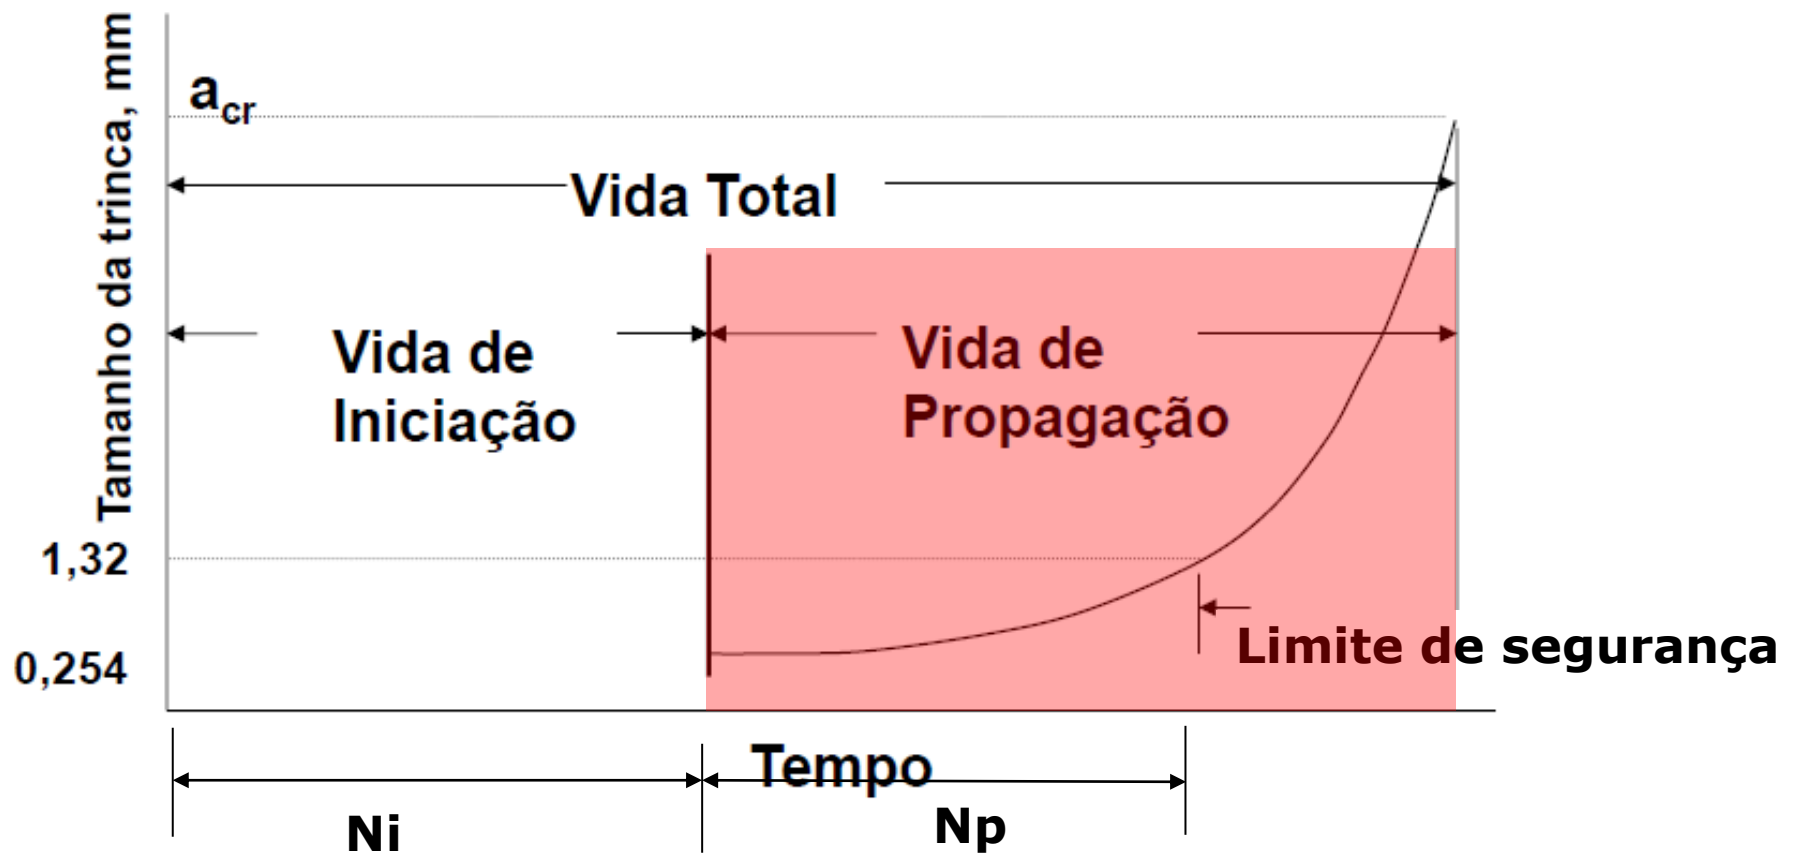 Tamanho da trinca, mm
acr
Vida Total
Vida de
Iniciação
Vida de
Propagação
1,32
0,254
Limite de segurança
Tempo
Ni
Np